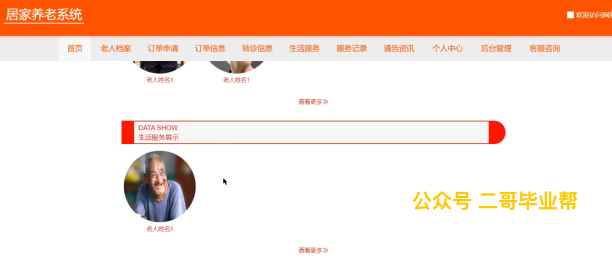 居家养老系统
欢迎访问网站
首页 老人档案 订单申请 订单信息 转诊信息 生活服务 服务记录 通告资讯 个人中心 后台管理 客服咨询
老人姓名1 老人姓名1
查看更多
DATA SHOW
生活服务展示
公众号 二哥毕业帮
老人姓名1
查看更多